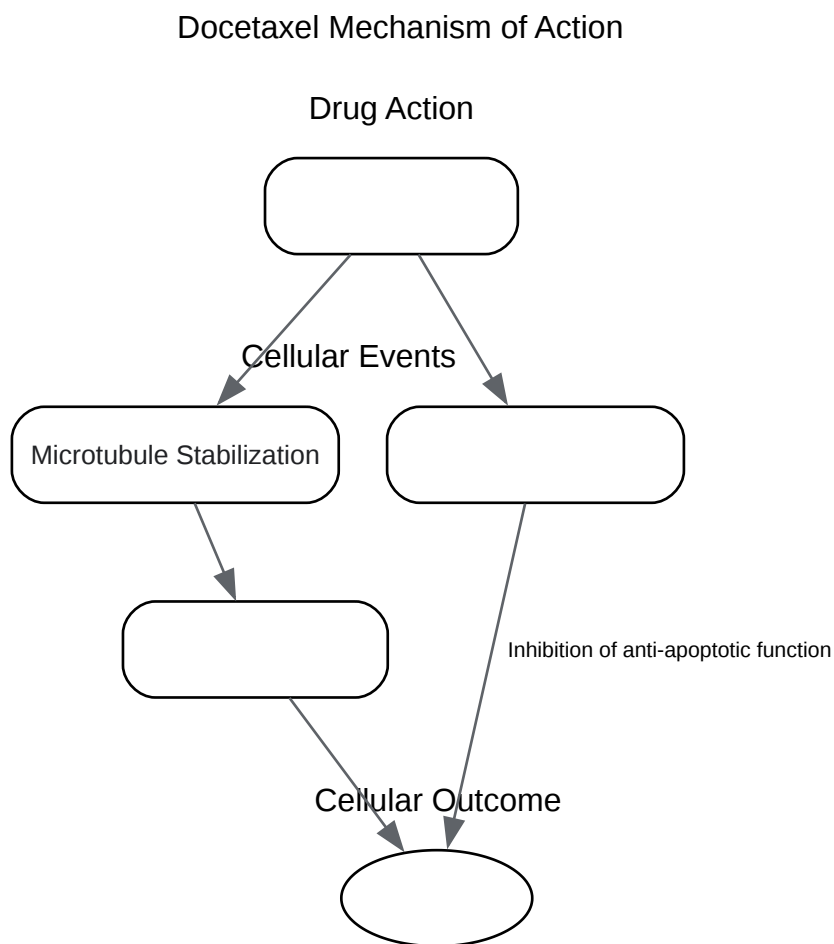 Docetaxel Mechanism of Action
Drug Action
Cellular Events
Microtubule Stabilization
Inhibition of anti-apoptotic function
Cellular Outcome